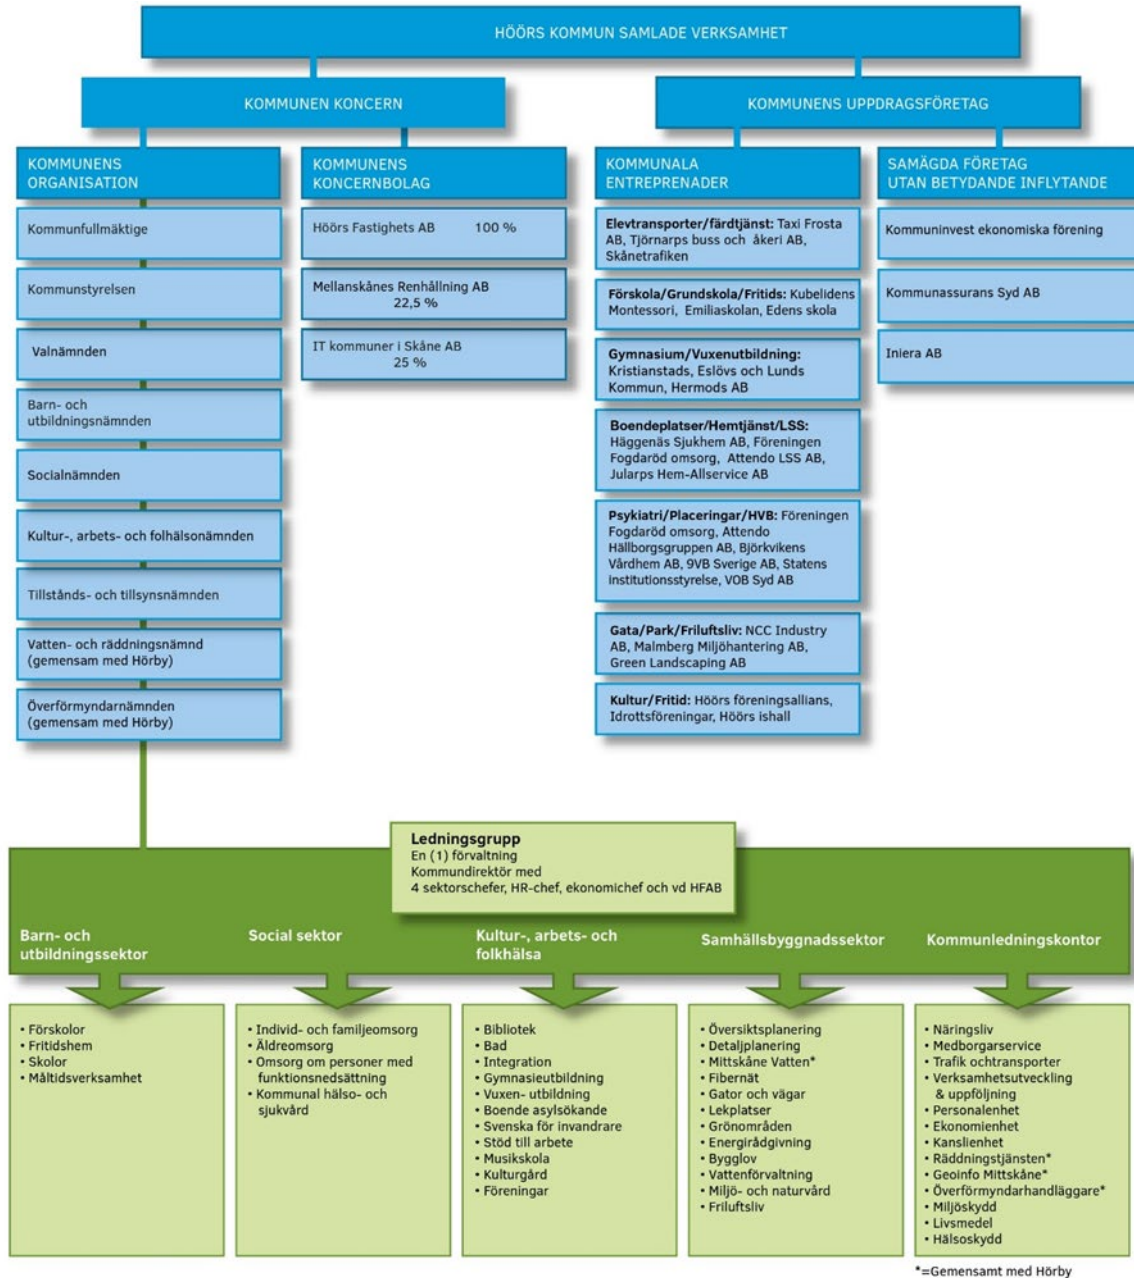 HÖÖRS KOMMUN SAMLADE VERKSAMHET
KOMMUNEN KONCERN
KOMMUNENS UPPDRAGSFÖRETAG
KOMMUNENS
ORGANISATION
Kommunfullmäktige
Kommunstyrelsen
Valnämnden
Barn- och
utbildningsnämnden
Socialnämnden
Kultur-, arbets- och folhälsonämnden
Tillstånds- och tillsynsnämnden
Vatten- och räddningsnämnd
(gemensam med Hörby)
Överförmyndarnämnden
(gemensam med Hörby)
KOMMUNENS
KONCERNBOLAG
Höörs Fastighets AB 100 %
Mellanskånes Renhållning AB
22,5 %
IT kommuner i Skåne AB
25 %
KOMMUNALA
ENTREPRENADER
Elevtransporter/färdtjänst: Taxi Frosta
AB, Tjörnarps buss och åkeri AB,
Skånetrafiken
Förskola/Grundskola/Fritids: Kubelidens
Montessori, Emiliaskolan, Edens skola
Gymnasium/Vuxenutbildning:
Kristianstads, Eslövs och Lunds
Kommun, Hermods AB
Boendeplatser/Hemtjänst/LSS:
Häggenäs Sjukhem AB, Föreningen
Fogdaröd omsorg, Attendo LSS AB,
Jularps Hem-Allservice AB
Psykiatri/Placeringar/HVB: Föreningen
Fogdaröd omsorg, Attendo
Hällborgsgruppen AB, Björkvikens
Vårdhem AB, 9VB Sverige AB, Statens
institutionsstyrelse, VOB Syd AB
Gata/Park/Friluftsliv: NCC Industry
AB, Malmberg Miljöhantering AB,
Green Landscaping AB
Kultur/Fritid: Höörs föreningsallians,
Idrottsföreningar, Höörs ishall
SAMÄGDA FÖRETAG
UTAN BETYDANDE INFLYTANDE
Kommuninvest ekonomiska förening
Kommunassurans Syd AB
Iniera AB
Ledningsgrupp
En (1) förvaltning
Kommundirektör med
4 sektorschefer, HR-chef, ekonomichef och vd HFAB
Barn- och
utbildningssektor
• Förskolor
• Fritidshem
• Skolor
• Måltidsverksamhet
Social sektor
• Individ- och familjeomsorg
• Äldreomsorg
• Omsorg om personer med
funktionsnedsättning
• Kommunal hälso- och
sjukvård
Kultur-, arbets- och
folkhälsa
• Bibliotek
• Bad
• Integration
• Gymnasieutbildning
• Vuxen- utbildning
• Boende asylsökande
• Svenska för invandrare
• Stöd till arbete
• Musikskola
• Kulturgård
• Föreningar
Samhällsbyggnadssektor
• Översiktsplanering
• Detaljplanering
• Mittskåne Vatten*
• Fibernät
• Gator och vägar
• Lekplatser
• Grönområden
• Energirådgivning
• Bygglov
• Vattenförvaltning
• Miljö- och naturvård
• Friluftsliv
Kommunledningskontor
• Näringsliv
• Medborgarservice
• Trafik ochtransporter
• Verksamhetsutveckling
& uppföljning
• Personalenhet
• Ekonomienhet
• Kanslienhet
• Räddningstjänsten*
• Geoinfo Mittskåne*
• Överförmyndarhandläggare*
• Miljöskydd
• Livsmedel
• Hälsoskydd
*=Gemensamt med Hörby